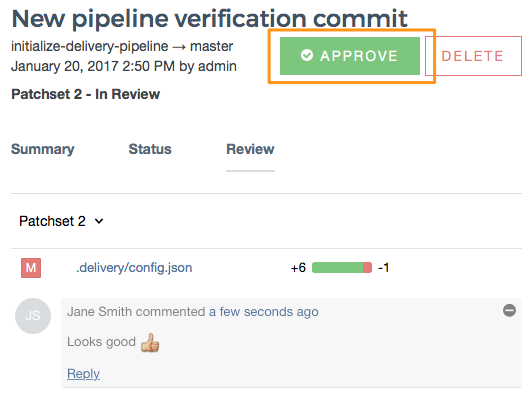 New pipeline verification commit
initialize-delivery-pipeline → master
January 20, 2017 2:50 PM by admin
APPROVE
DELETE
Patchset 2 - In Review
Summary Status Review
Patchset 2
M .delivery/config.json +6 -1
JS
Jane Smith commented a few seconds ago
Looks good 👍
Reply